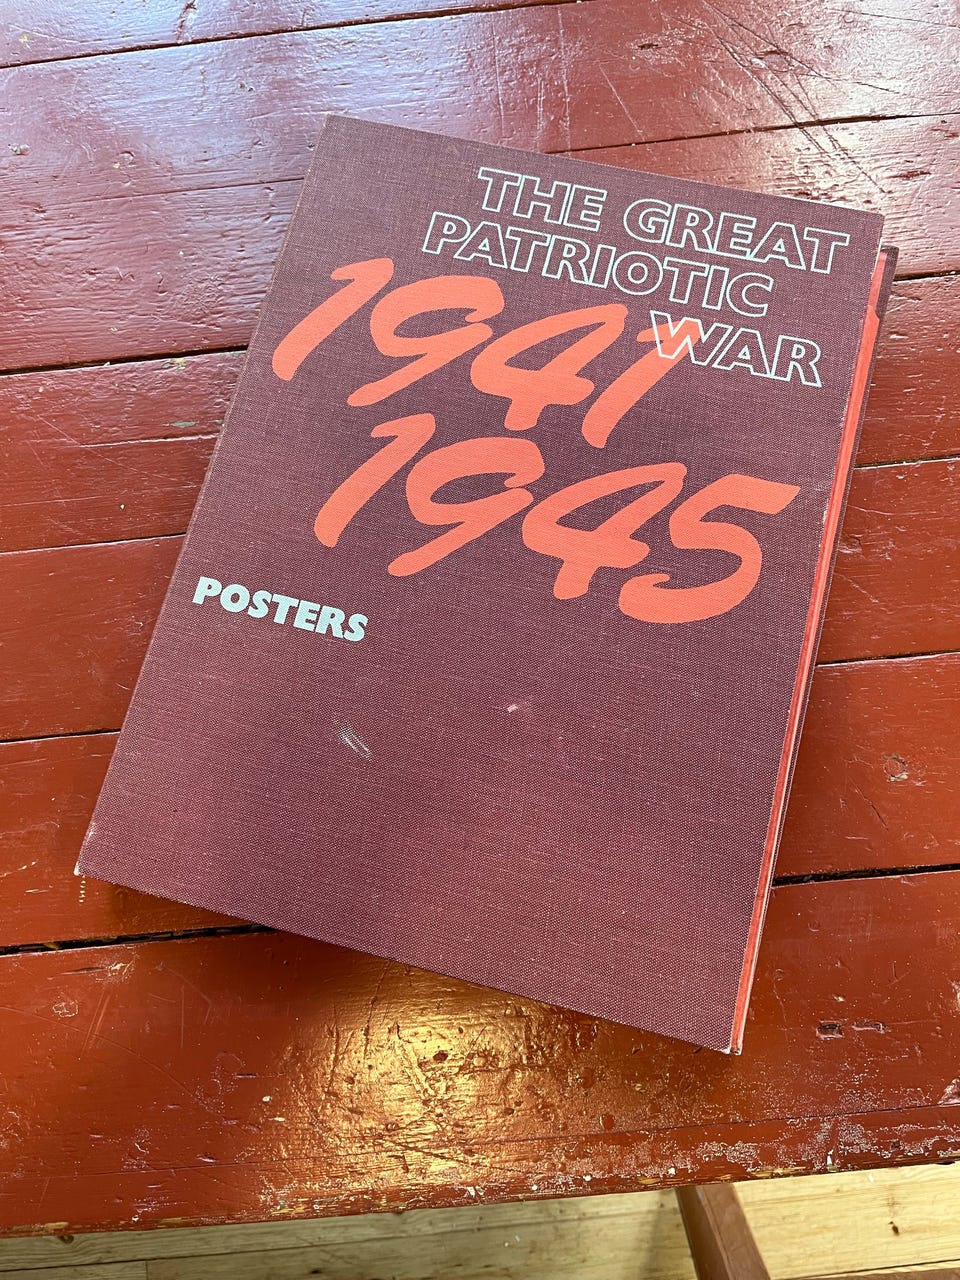 THE GREAT
PATRIOTIC
WAR
1941
1945
POSTERS